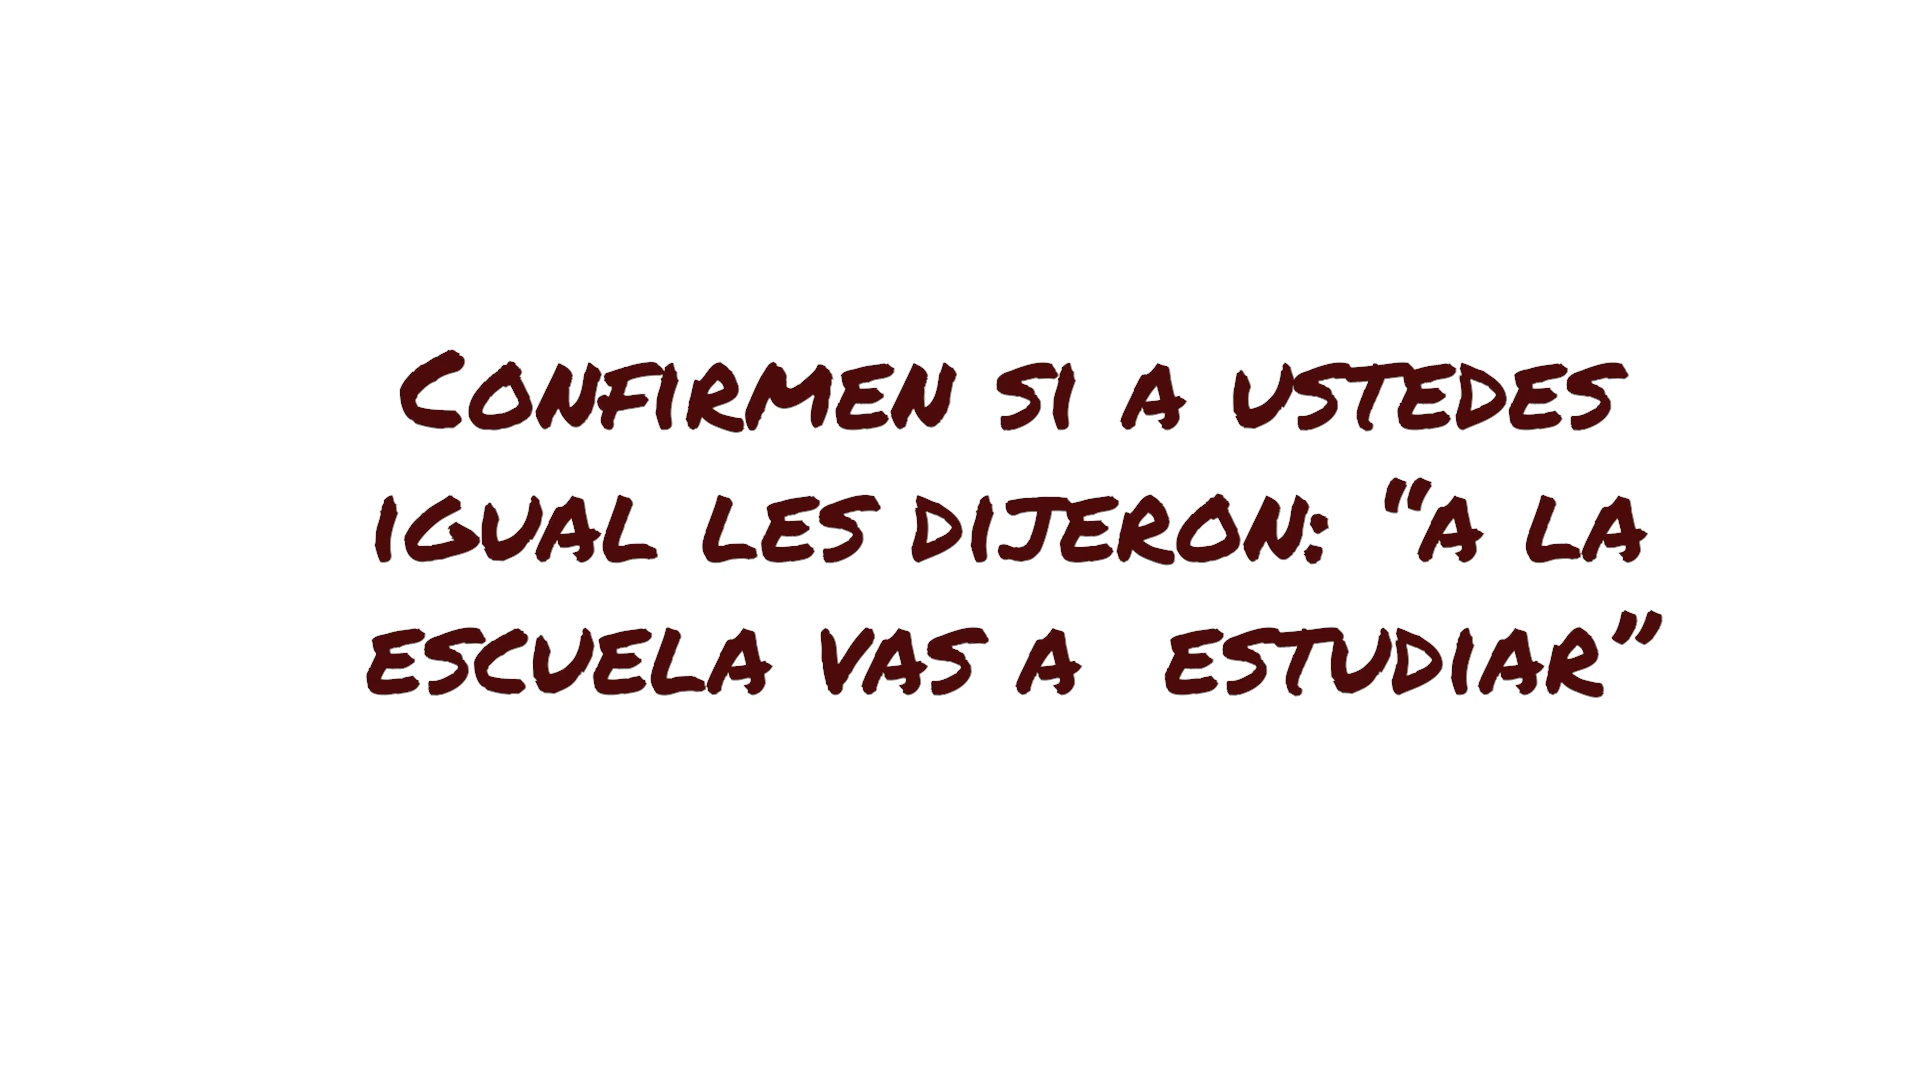 Confirmen si a ustedes
igual les dijeron: “a la
escuela vas a  estudiar”